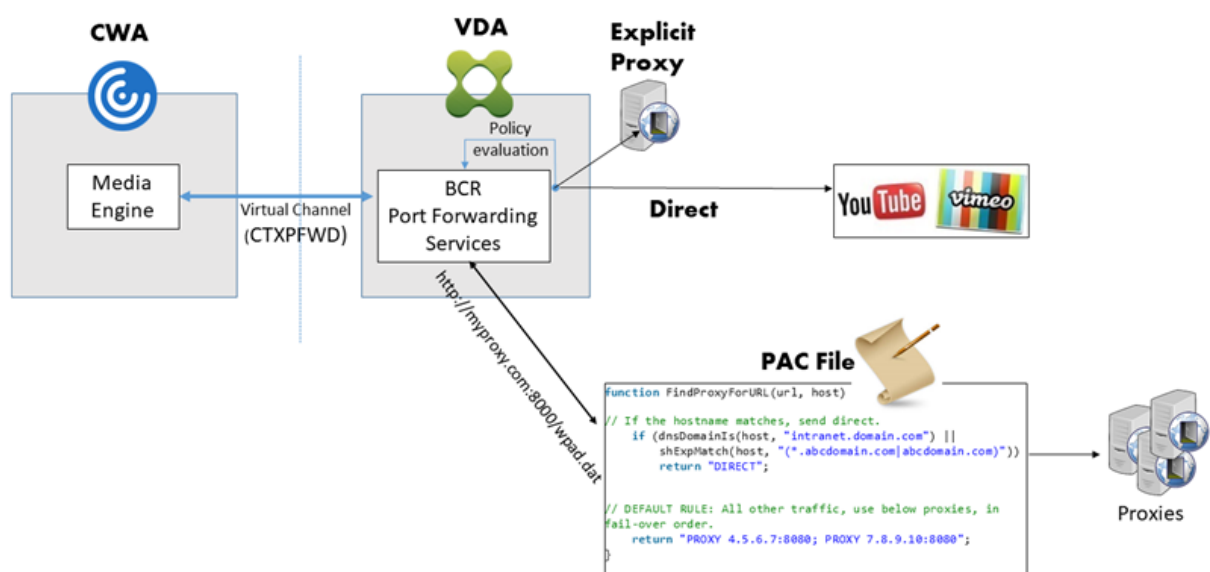 CWA
VDA
Explicit
Proxy
Policy
evaluation
Media
Engine
Virtual Channel
(CTXPFWD)
BCR
Port Forwarding
Services
Direct
YouTube
vimeo
http://myproxy.com:8000/wpad.dat
PAC File
function FindProxyForURL(url, host)
// If the hostname matches, send direct.
if (dnsDomainIs(host, "intranet.domain.com") ||
shExpMatch(host, "(*.abcdomain.com|abcdomain.com)"))
return "DIRECT";
// DEFAULT RULE: All other traffic, use below proxies, in
fail-over order.
return "PROXY 4.5.6.7:8080; PROXY 7.8.9.10:8080";
}
Proxies